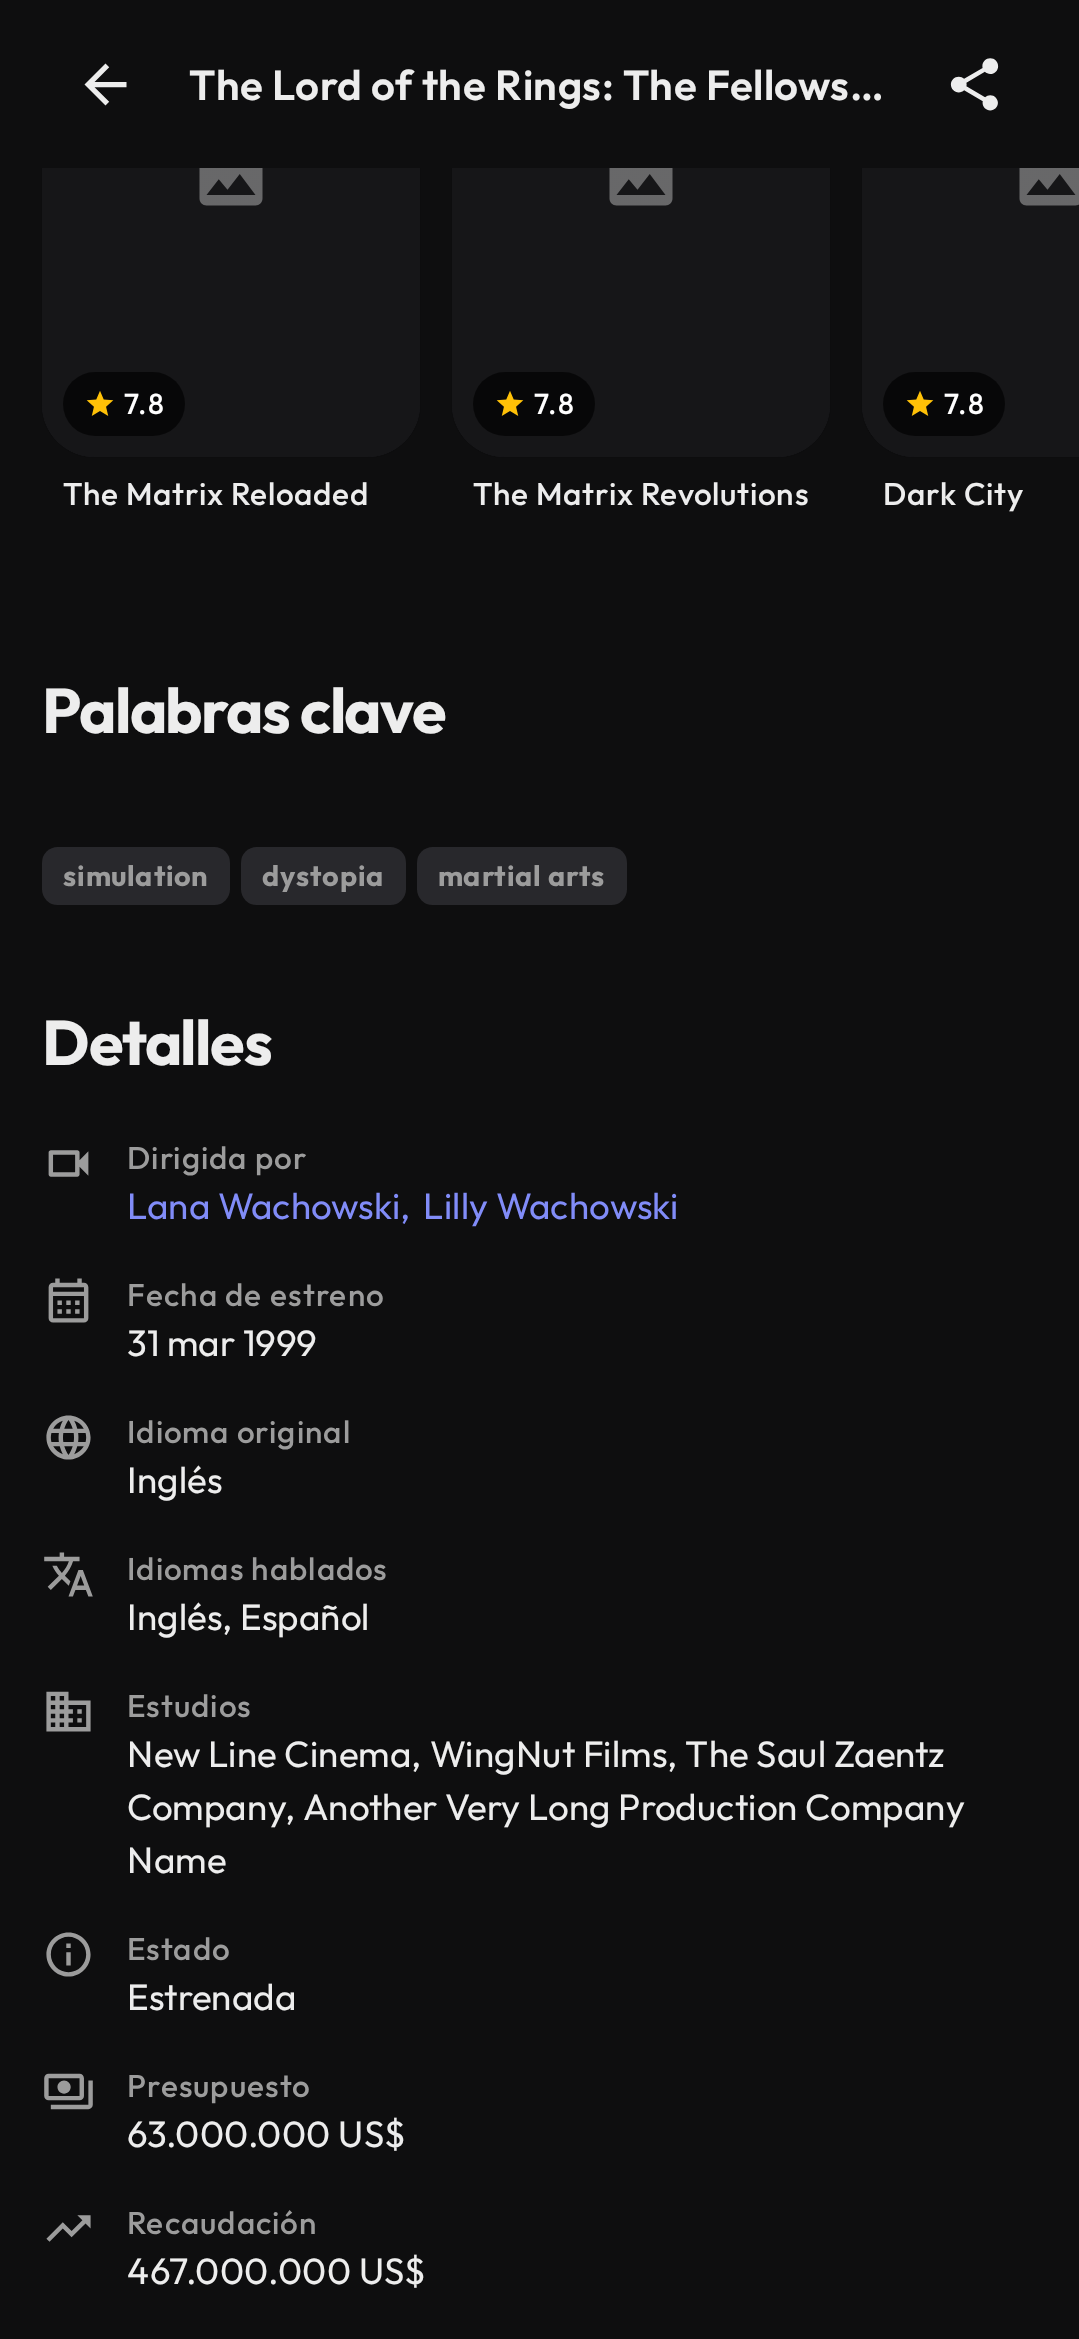 The Lord of the Rings: The Fellows...
7.8
7.8
7.8
The Matrix Reloaded
The Matrix Revolutions
Dark City
Palabras clave
simulation
dystopia
martial arts
Detalles
Dirigida por
Lana Wachowski, Lilly Wachowski
Fecha de estreno
31 mar 1999
Idioma original
Inglés
Idiomas hablados
Inglés, Español
Estudios
New Line Cinema, WingNut Films, The Saul Zaentz
Company, Another Very Long Production Company
Name
Estado
Estrenada
Presupuesto
63.000.000 US$
Recaudación
467.000.000 US$